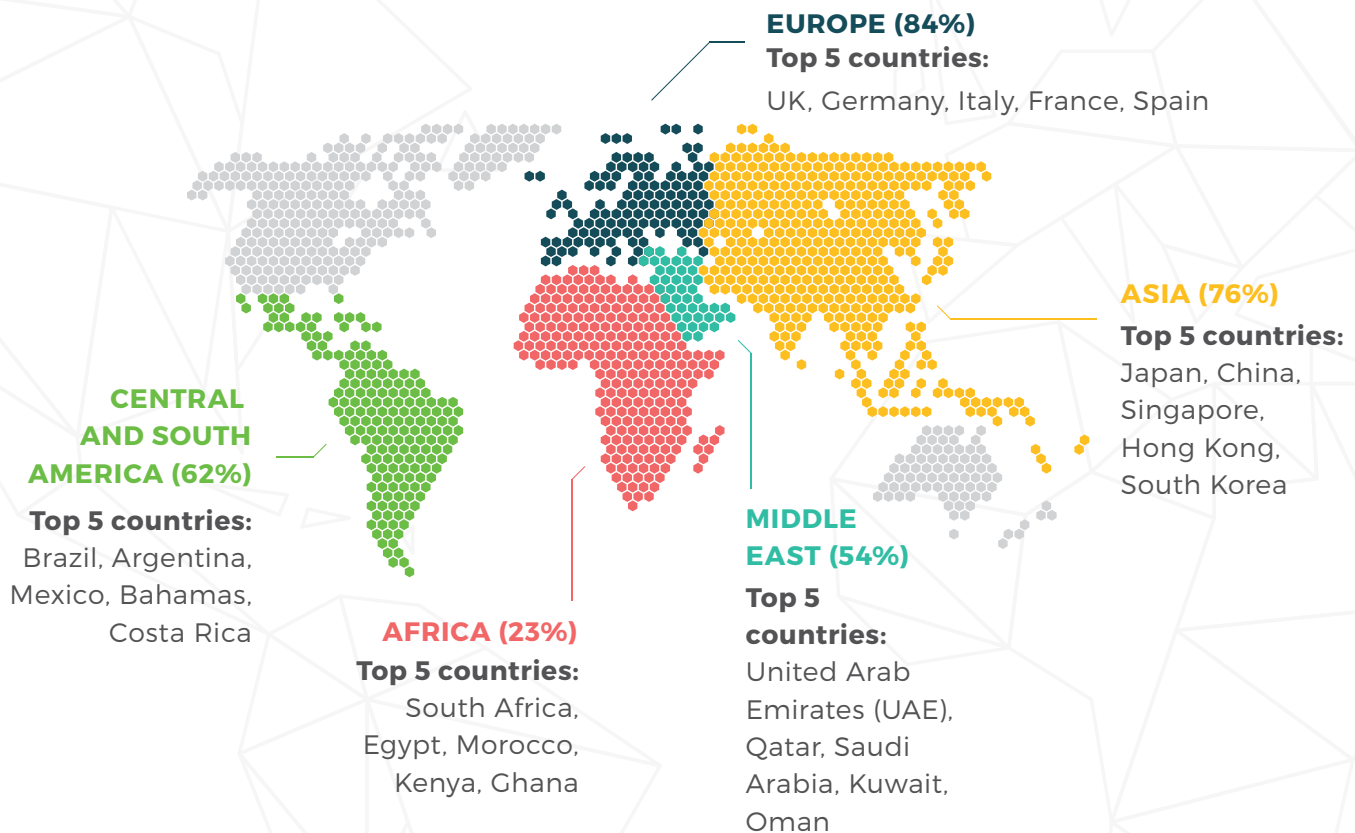 EUROPE (84%)
Top 5 countries:
UK, Germany, Italy, France, Spain
ASIA (76%)
Top 5 countries:
Japan, China,
Singapore,
Hong Kong,
South Korea
CENTRAL
AND SOUTH
AMERICA (62%)
Top 5 countries:
Brazil, Argentina,
Mexico, Bahamas,
Costa Rica
MIDDLE
EAST (54%)
Top 5
countries:
United Arab
Emirates (UAE),
Qatar, Saudi
Arabia, Kuwait,
Oman
AFRICA (23%)
Top 5 countries:
South Africa,
Egypt, Morocco,
Kenya, Ghana